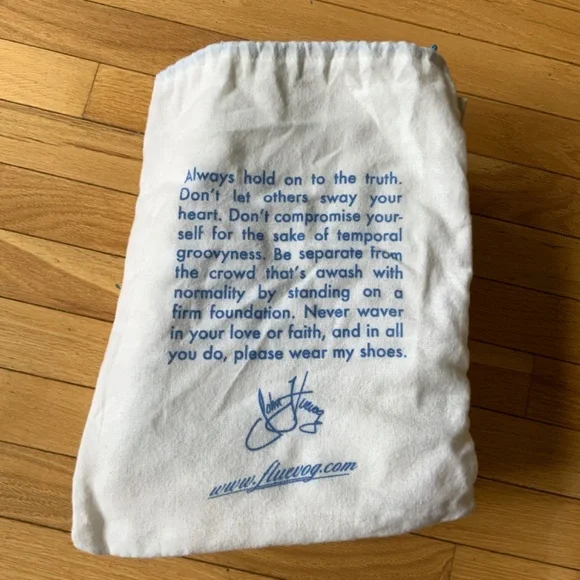 Always hold on to the truth.
Don't let others sway your
heart. Don't compromise your-
self for the sake of temporal
groovyness. Be separate from
the crowd that's awash with
normality by standing on a
firm foundation. Never waver
in your love or faith, and in all
you do, please wear my shoes.
John Fluevog
www.fluevog.com